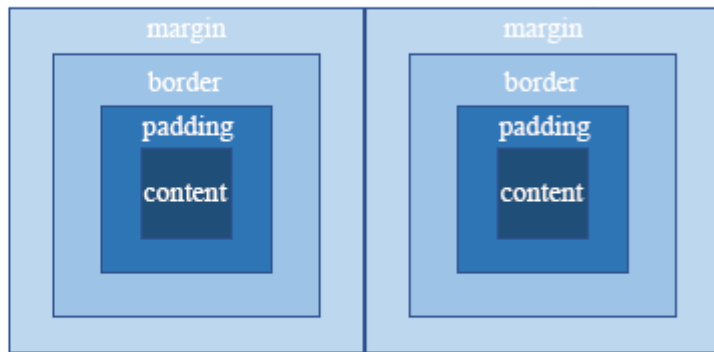 margin margin
border border
padding padding
content content